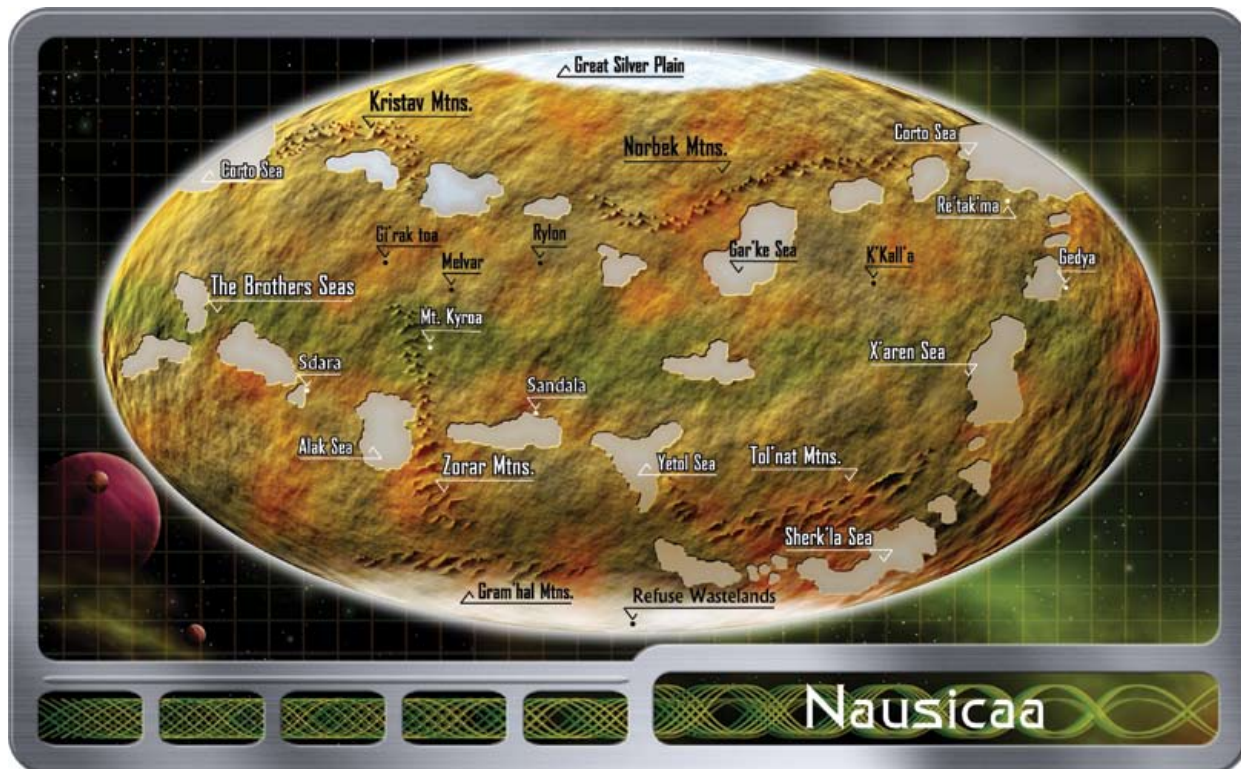 Great Silver Plain
Kristav Mtns.
Corto Sea
Norbek Mtns.
Corto Sea
Re'tak'ma
Gi'rak toa
Rylon
Melvar
Gar'ke Sea
K'Kall'a
Gedya
The Brothers Seas
Mt. Kyroa
X'aren Sea
Sdara
Sandala
Alak Sea
Zorar Mtns.
Yetol Sea
Tol'nat Mtns.
Sherk'la Sea
Gram'hal Mtns.
Refuse Wastelands
Nausicaa